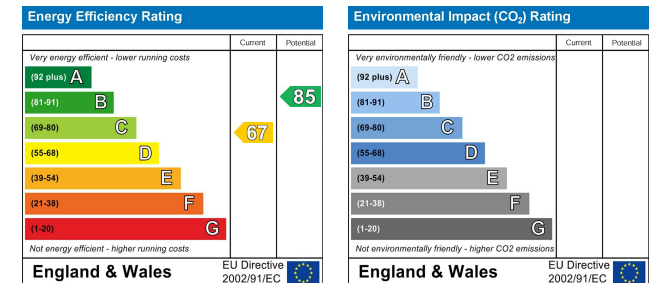 Energy Efficiency Rating
Current Potential
Very energy efficient - lower running costs
(92 plus) A
(81-91) B
85
(69-80) C
67
(55-68) D
(39-54) E
(21-38) F
(1-20) G
Not energy efficient - higher running costs
England & Wales
EU Directive
2002/91/EC
Environmental Impact (CO2) Rating
Current Potential
Very environmentally friendly - lower CO2 emissions
(92 plus) A
(81-91) B
(69-80) C
(55-68) D
(39-54) E
(21-38) F
(1-20) G
Not environmentally friendly - higher CO2 emissions
England & Wales
EU Directive
2002/91/EC